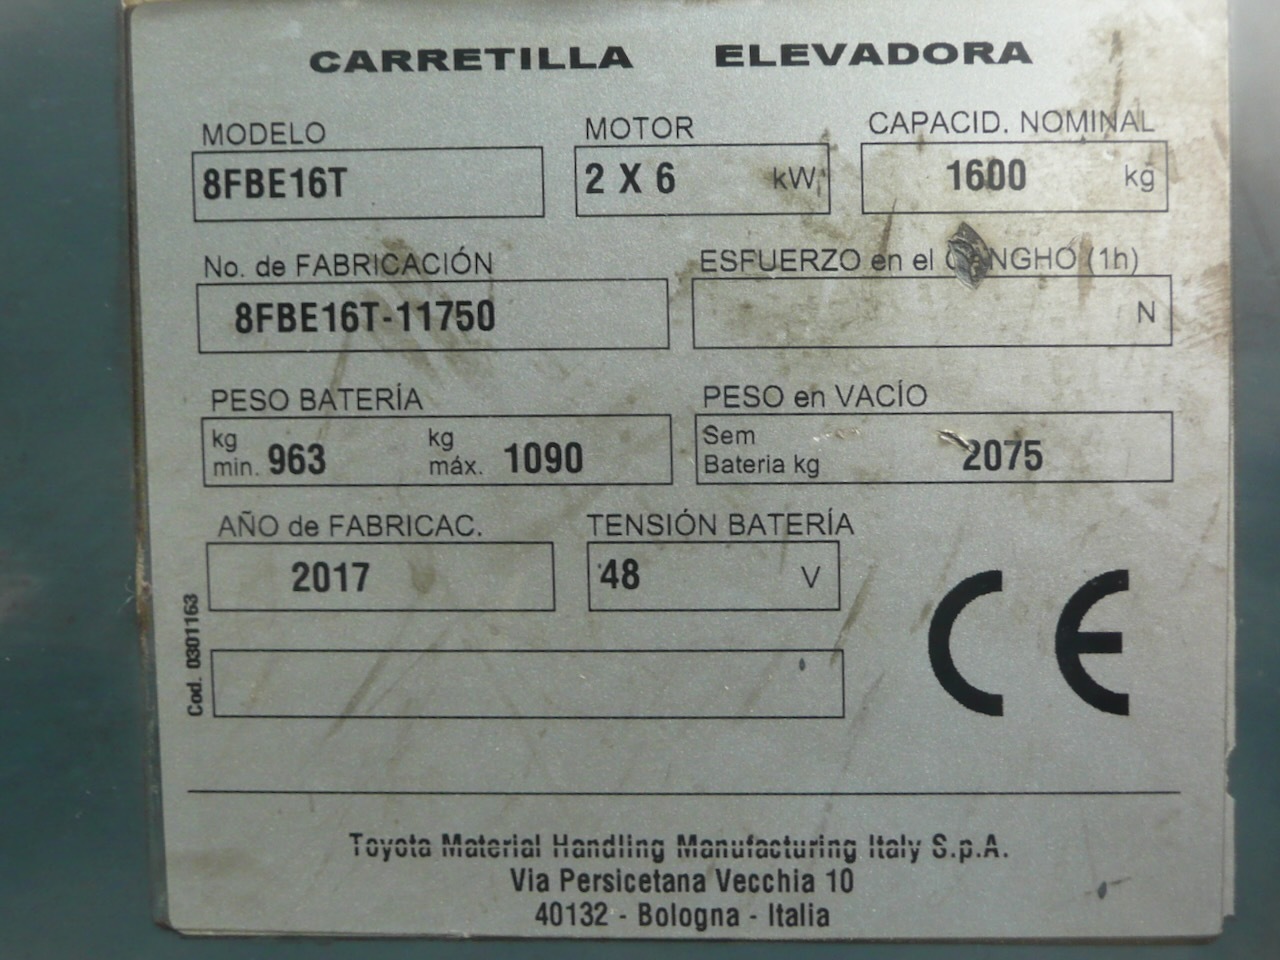 CARRETILLA ELEVADORA
MODELO MOTOR CAPACID. NOMINAL
8FBE16T 2 X 6 kW 1600 kg
No. de FABRICACIÓN ESFUERZO en el (1h)
8FBE16T-11750 N
PESO BATERÍA PESO en VACÍO
kg min. 963 kg máx. 1090 Sem Bateria kg 2075
AÑO de FABRICAC. TENSIÓN BATERÍA
2017 48 V
Cod. 0301163
CE
Toyota Material Handling Manufacturing Italy S.p.A.
Via Persicetana Vecchia 10
40132 - Bologna - Italia